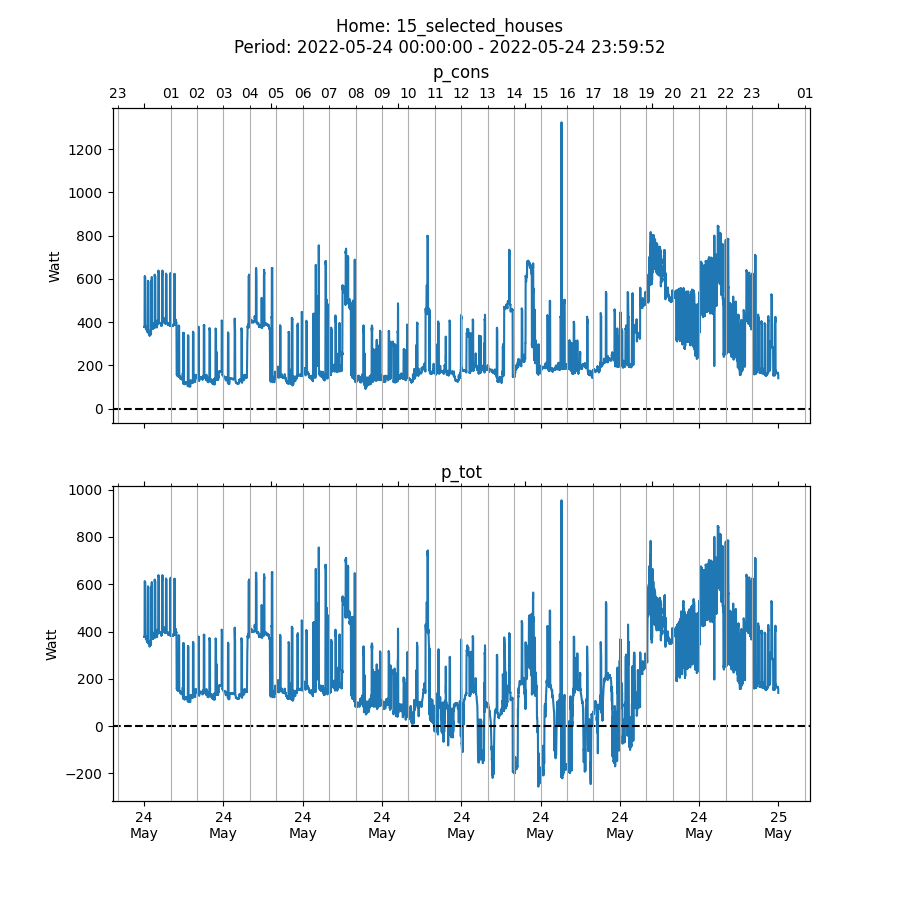 Home: 15_selected_houses
Period: 2022-05-24 00:00:00 - 2022-05-24 23:59:52
p_cons
23 01 02 03 04 05 06 07 08 09 10 11 12 13 14 15 16 17 18 19 20 21 22 23 01
1200
1000
800
600
400
200
0
Watt
p_tot
1000
800
600
400
200
0
−200
Watt
24 24 24 24 24 24 24 24 25
May May May May May May May May May